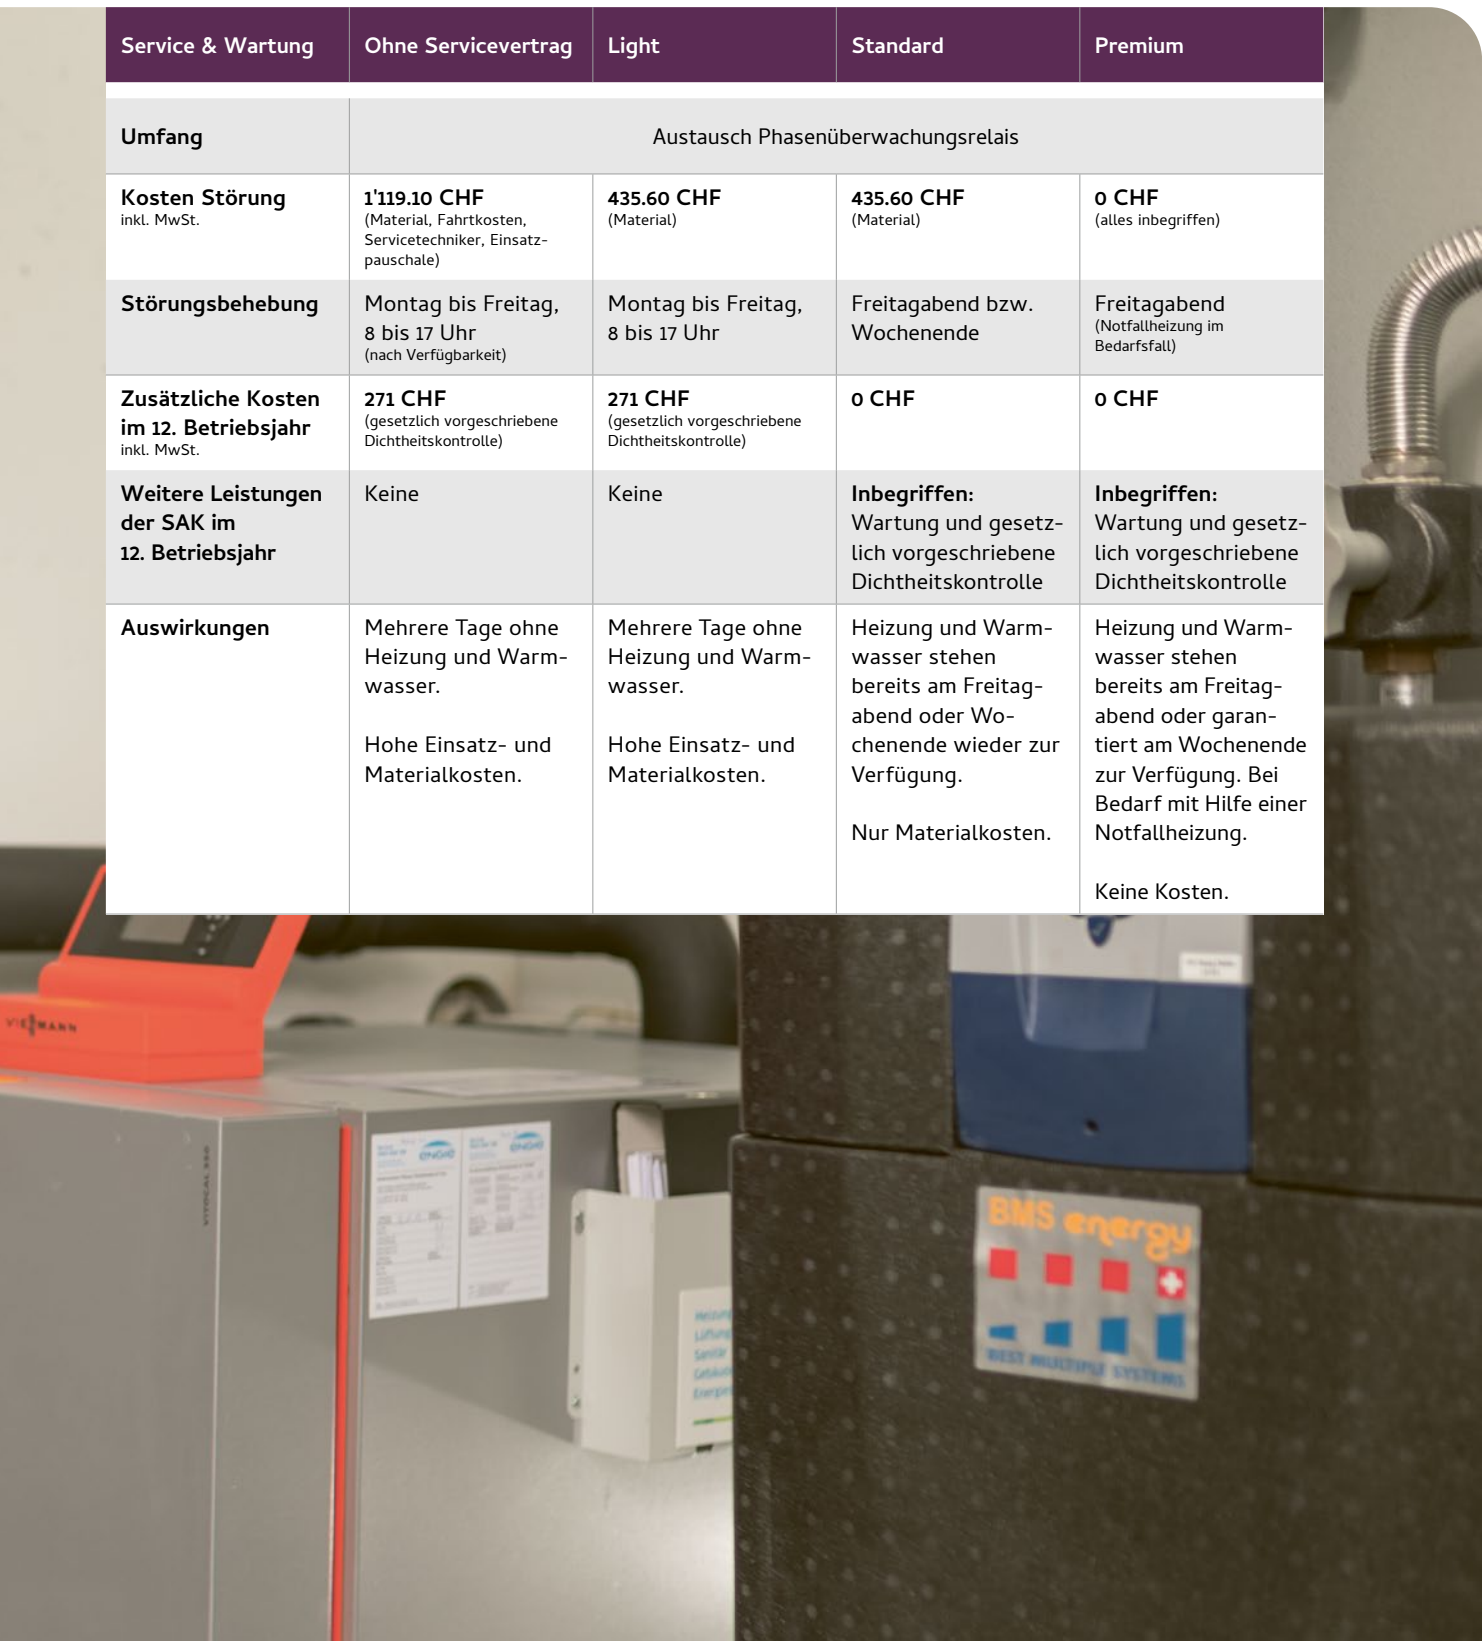 Service & Wartung
Ohne Servicevertrag
Light
Standard
Premium
Umfang
Austausch Phasenüberwachungsrelais
Kosten Störung
inkl. MwSt.
1'119.10 CHF
(Material, Fahrtkosten,
Servicetechniker, Einsatz-
pauschale)
435.60 CHF
(Material)
435.60 CHF
(Material)
0 CHF
(alles inbegriffen)
Störungsbehebung
Montag bis Freitag,
8 bis 17 Uhr
(nach Verfügbarkeit)
Montag bis Freitag,
8 bis 17 Uhr
Freitagabend bzw.
Wochenende
Freitagabend
(Notfallheizung im
Bedarfsfall)
Zusätzliche Kosten
im 12. Betriebsjahr
inkl. MwSt.
271 CHF
(gesetzlich vorgeschriebene
Dichtheitskontrolle)
271 CHF
(gesetzlich vorgeschriebene
Dichtheitskontrolle)
0 CHF
0 CHF
Weitere Leistungen
der SAK im
12. Betriebsjahr
Keine
Keine
Inbegriffen:
Wartung und gesetz-
lich vorgeschriebene
Dichtheitskontrolle
Inbegriffen:
Wartung und gesetz-
lich vorgeschriebene
Dichtheitskontrolle
Auswirkungen
Mehrere Tage ohne
Heizung und Warm-
wasser.
Hohe Einsatz- und
Materialkosten.
Mehrere Tage ohne
Heizung und Warm-
wasser.
Hohe Einsatz- und
Materialkosten.
Heizung und Warm-
wasser stehen
bereits am Freitag-
abend oder Wo-
chenende wieder zur
Verfügung.
Nur Materialkosten.
Heizung und Warm-
wasser stehen
bereits am Freitag-
abend oder garan-
tiert am Wochenende
zur Verfügung. Bei
Bedarf mit Hilfe einer
Notfallheizung.
Keine Kosten.
VIESMANN
VITOCAL 350
ENGIE
ENGIE
Heizung
Lüftung
Sanitär
BMS energy
BEST MULTIPLE SYSTEMS